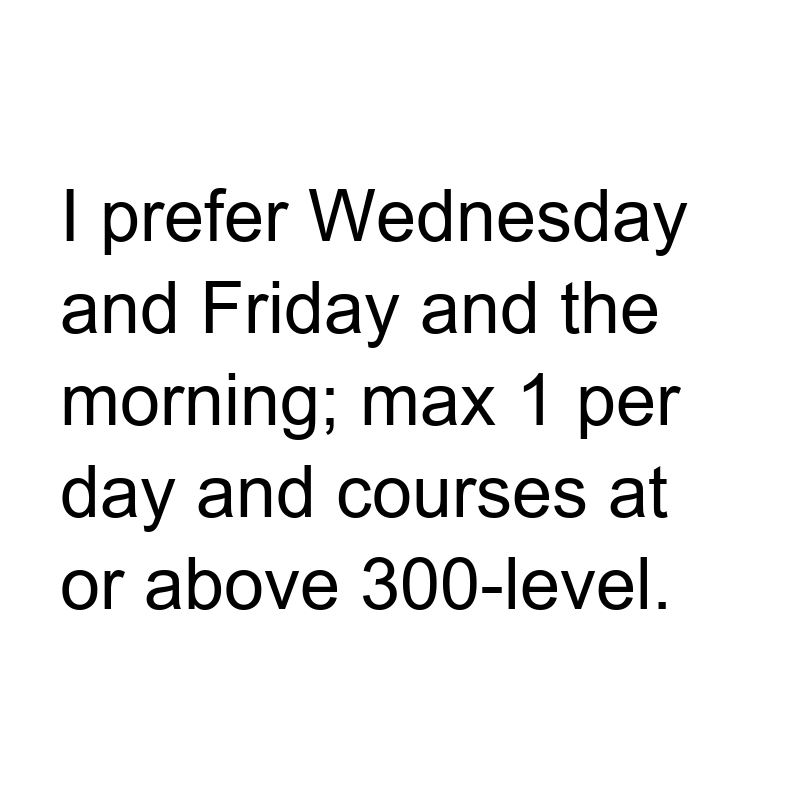 I prefer Wednesday
and Friday and the
morning; max 1 per
day and courses at
or above 300-level.